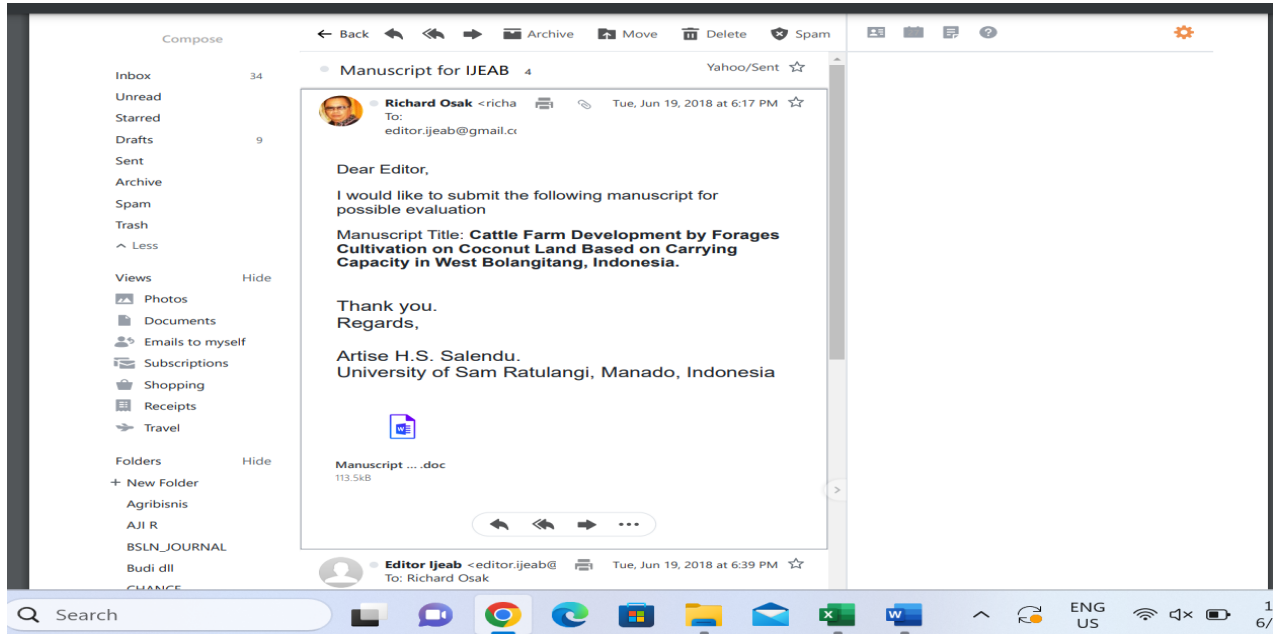 Compose
Inbox 34
Unread
Starred
Drafts 9
Sent
Archive
Spam
Trash
Less
Views Hide
Photos
Documents
Emails to myself
Subscriptions
Shopping
Receipts
Travel
Folders Hide
+ New Folder
Agribisnis
AJI R
BSLN_JOURNAL
Budi dll
CHANGE
Back Archive Move Delete Spam
Manuscript for IJEAB 4 Yahoo/Sent
Richard Osak <richa Tue, Jun 19, 2018 at 6:17 PM
To:
editor.ijeab@gmail.cc
Dear Editor,
I would like to submit the following manuscript for
possible evaluation
Manuscript Title: Cattle Farm Development by Forages
Cultivation on Coconut Land Based on Carrying
Capacity in West Bolangitang, Indonesia.
Thank you.
Regards,
Artise H.S. Salendu.
University of Sam Ratulangi, Manado, Indonesia
Manuscript ... .doc
113.5kB
Editor Ijeab <editor.ijeab@ Tue, Jun 19, 2018 at 6:39 PM
To: Richard Osak
Search
ENG
US